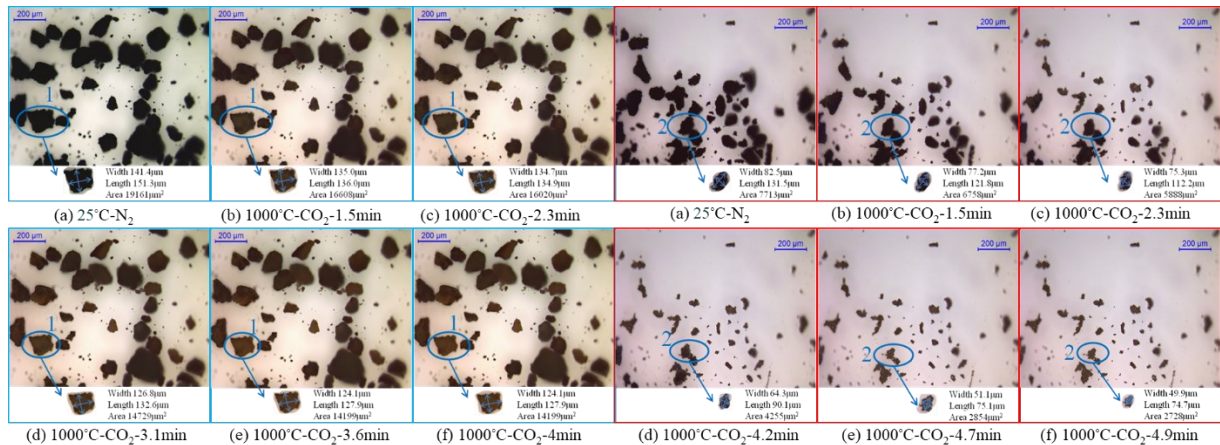 200 μm
200 μm
200 μm
200 μm
200 μm
200 μm
1
1
1
2
2
2
Width 141.4μm
Length 151.3μm
Area 19161μm²
Width 135.0μm
Length 136.0μm
Area 16608μm²
Width 134.7μm
Length 134.9μm
Area 16020μm²
Width 82.5μm
Length 131.5μm
Area 7713μm²
Width 77.2μm
Length 121.8μm
Area 6758μm²
Width 75.3μm
Length 112.2μm
Area 5888μm²
(a) 25°C-N₂
(b) 1000°C-CO₂-1.5min
(c) 1000°C-CO₂-2.3min
(a) 25°C-N₂
(b) 1000°C-CO₂-1.5min
(c) 1000°C-CO₂-2.3min
200 μm
200 μm
200 μm
200 μm
200 μm
200 μm
1
1
1
2
2
2
Width 126.8μm
Length 132.6μm
Area 14729μm²
Width 124.1μm
Length 127.9μm
Area 14199μm²
Width 124.1μm
Length 127.9μm
Area 14199μm²
Width 64.3μm
Length 90.1μm
Area 4255μm²
Width 51.1μm
Length 75.1μm
Area 2854μm²
Width 49.9μm
Length 74.7μm
Area 2728μm²
(d) 1000°C-CO₂-3.1min
(e) 1000°C-CO₂-3.6min
(f) 1000°C-CO₂-4min
(d) 1000°C-CO₂-4.2min
(e) 1000°C-CO₂-4.7min
(f) 1000°C-CO₂-4.9min